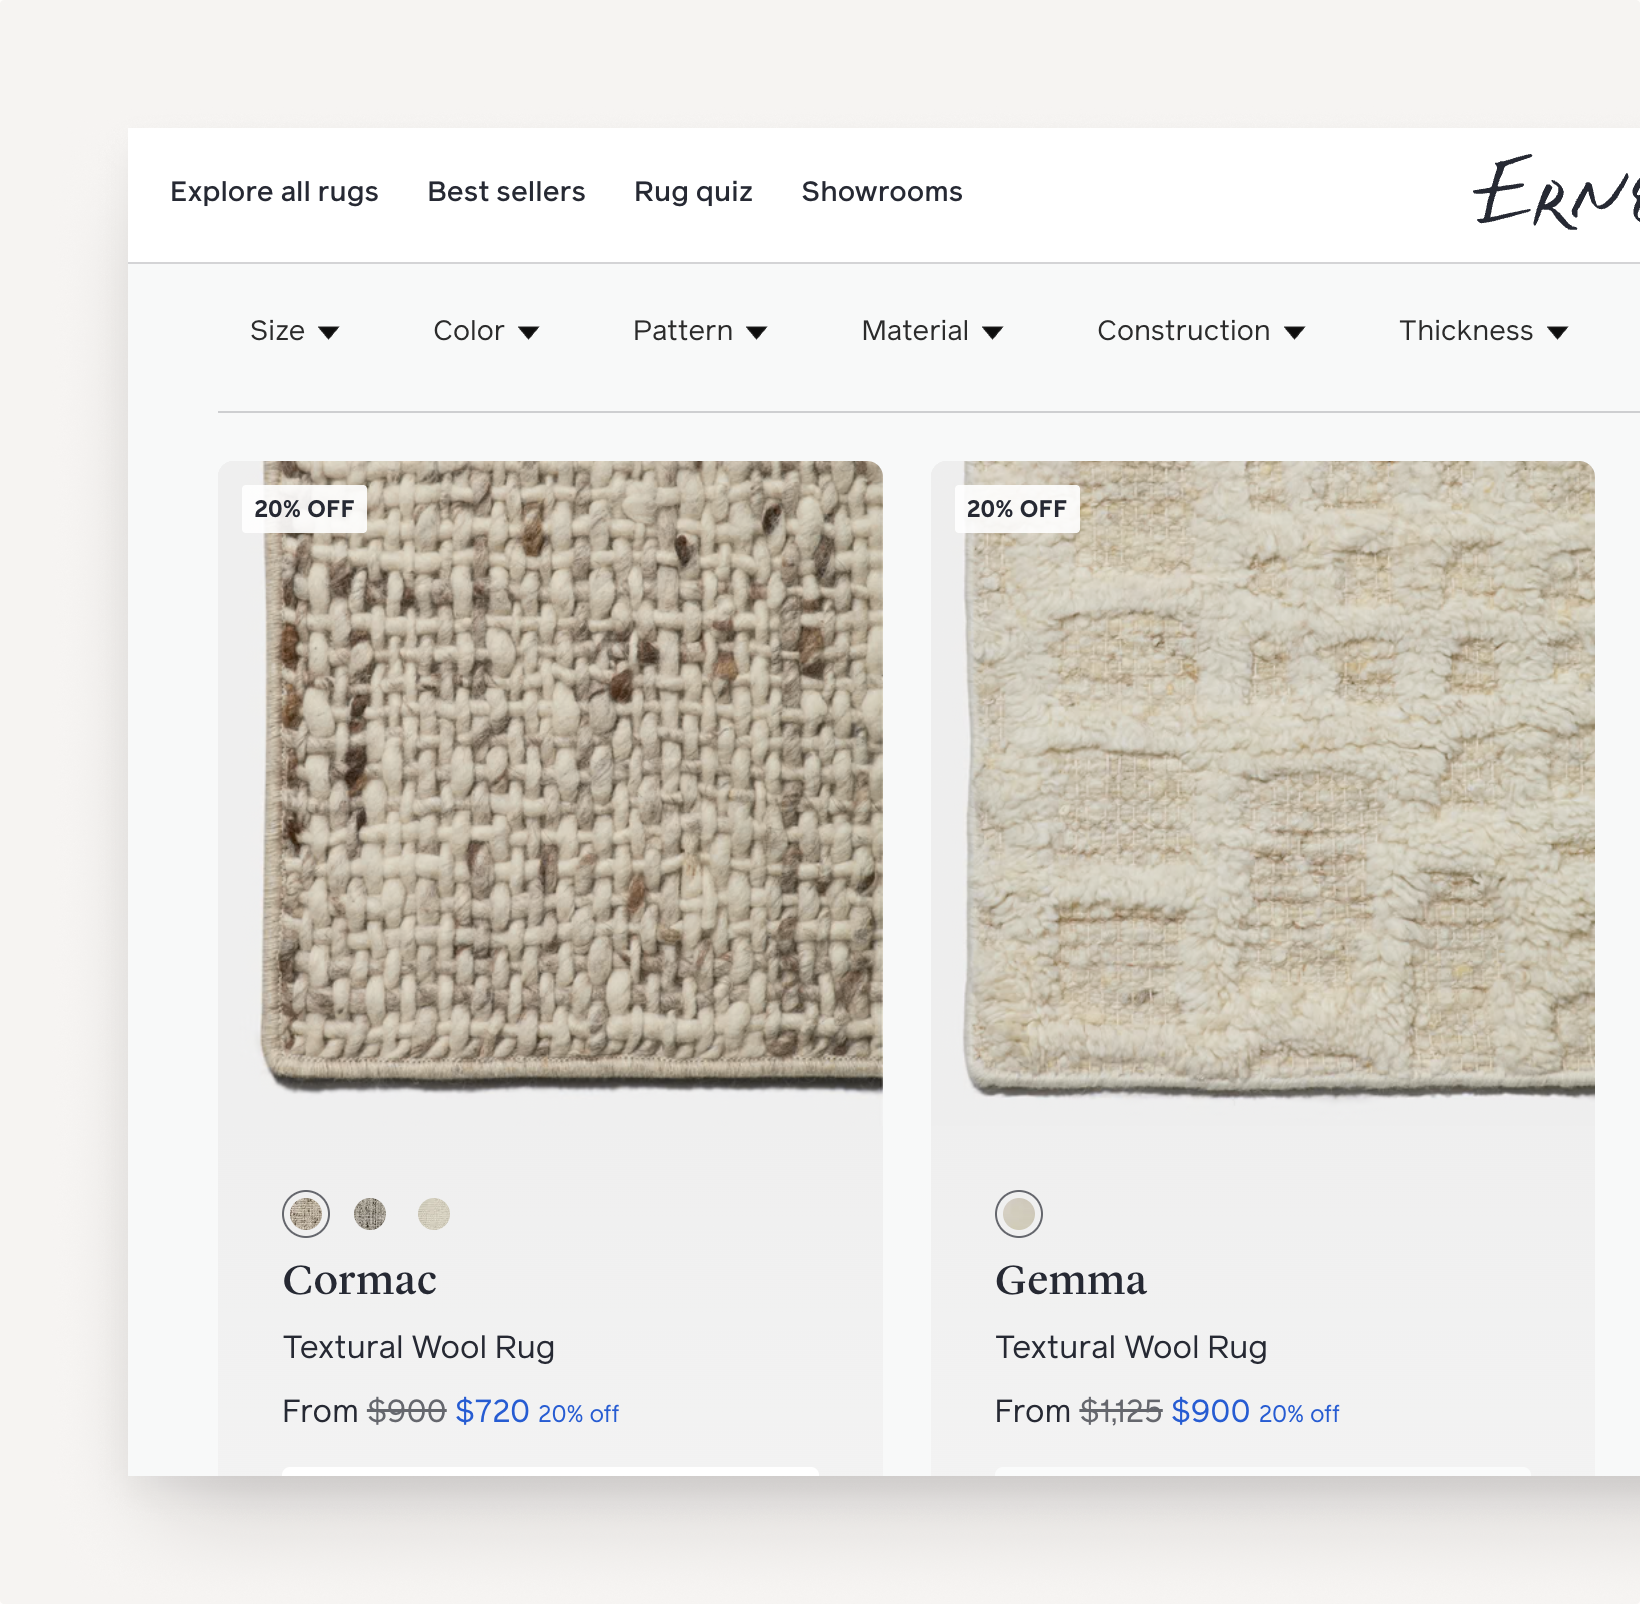 Explore all rugs Best sellers Rug quiz Showrooms
Size Color Pattern Material Construction Thickness
20% OFF 20% OFF
Cormac
Textural Wool Rug
From $900 $720 20% off
Gemma
Textural Wool Rug
From $1,125 $900 20% off